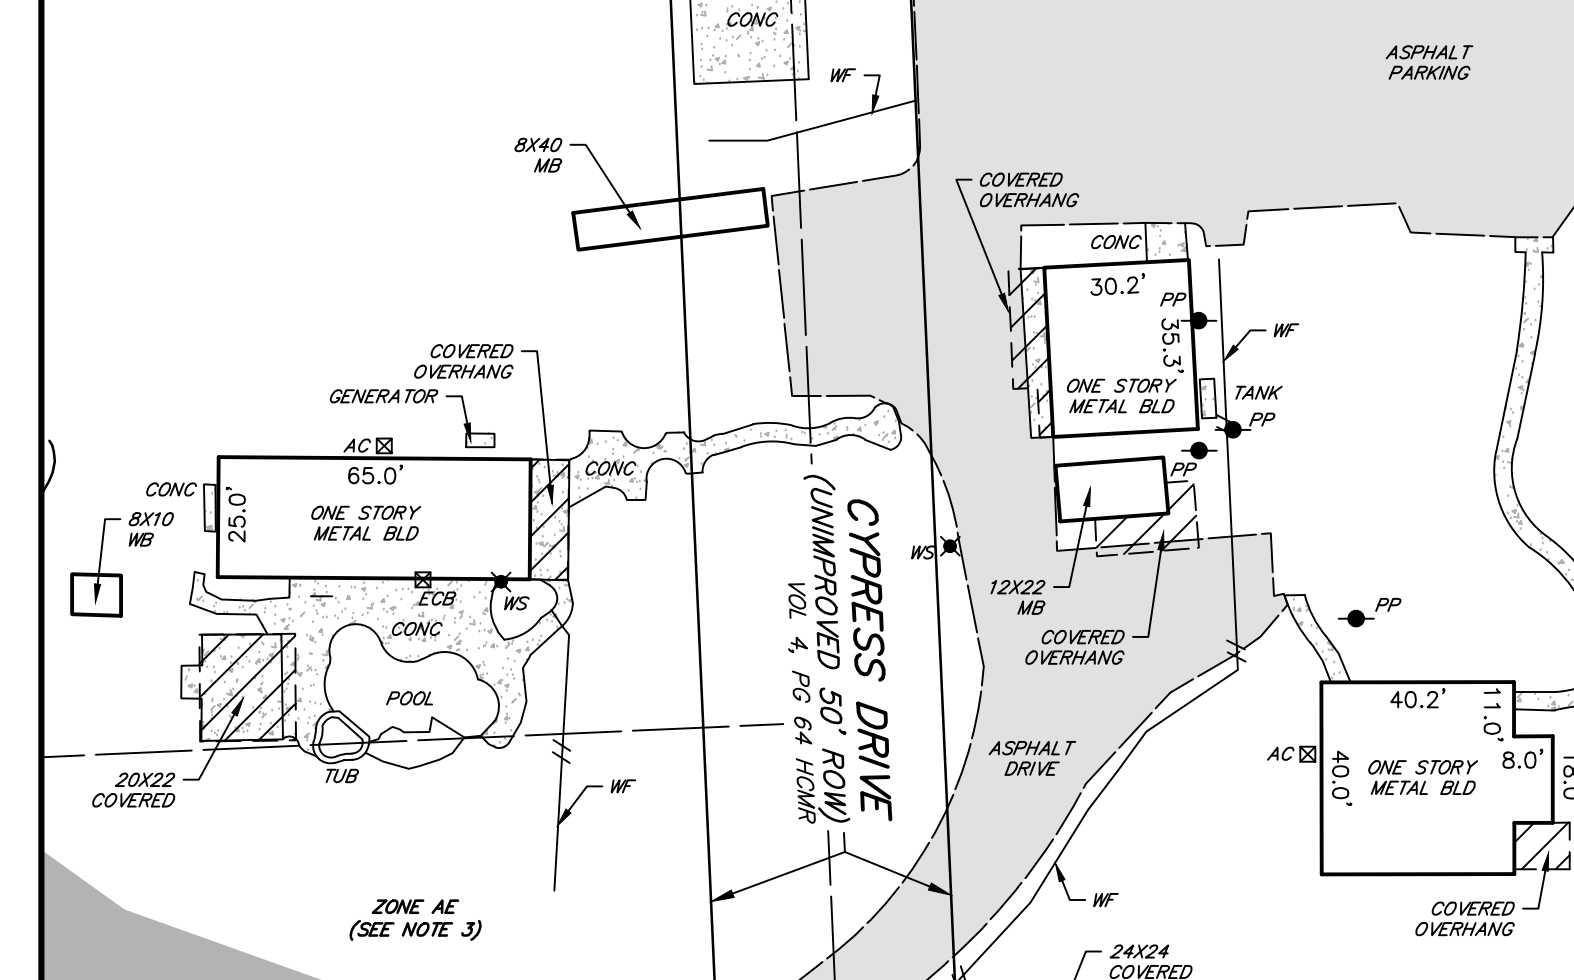 CONC
WF
ASPHALT
PARKING
8X40
MB
COVERED
OVERHANG
CONC
30.2'
PP
35.3'
WF
ONE STORY
METAL BLD
TANK
PP
PP
COVERED
OVERHANG
GENERATOR
AC
CONC
65.0'
CONC
25.0'
ONE STORY
METAL BLD
8X10
WB
ECB
WS
CONC
POOL
TUB
20X22
COVERED
WF
CYPRESS DRIVE
(UNIMPROVED 50' ROW)
VOL 4, PG 64 HCMR
WS
12X22
MB
COVERED
OVERHANG
PP
ASPHALT
DRIVE
40.2'
11.0'
8.0'
AC
40.0'
ONE STORY
METAL BLD
WF
COVERED
OVERHANG
ZONE AE
(SEE NOTE 3)
24X24
COVERED